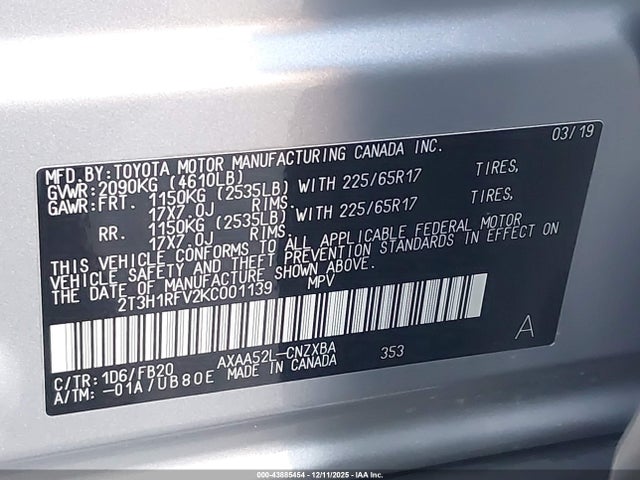 03/19
MFD. BY: TOYOTA MOTOR MANUFACTURING CANADA INC.
GVWR: 2090KG (4610LB)
GAWR: FRT. 1150KG (2535LB) WITH 225/65R17 TIRES,
17X7.0J RIMS.
RR. 1150KG (2535LB) WITH 225/65R17 TIRES,
17X7.0J RIMS.
THIS VEHICLE CONFORMS TO ALL APPLICABLE FEDERAL MOTOR
VEHICLE SAFETY AND THEFT PREVENTION STANDARDS IN EFFECT ON
THE DATE OF MANUFACTURE SHOWN ABOVE.
2T3H1RFV2KC001139 MPV
A
C/TR: 1D6/FB20 AXAA52L-CNZXBA 353
A/TM: -01A/UB80E MADE IN CANADA
000-43885454 - 12/11/2025 - IAA Inc.